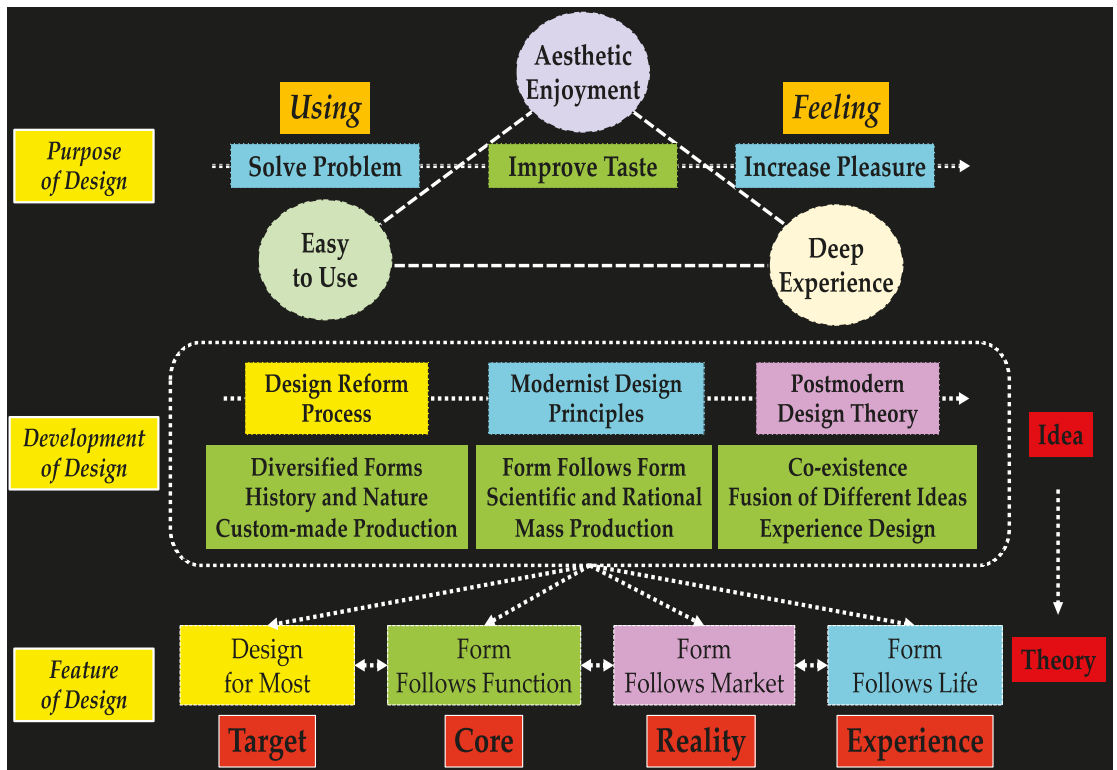 Aesthetic
Enjoyment
Using
Feeling
Purpose
of Design
Solve Problem
Improve Taste
Increase Pleasure
Easy
to Use
Deep
Experience
Development
of Design
Design Reform
Process
Modernist Design
Principles
Postmodern
Design Theory
Idea
Diversified Forms
History and Nature
Custom-made Production
Form Follows Form
Scientific and Rational
Mass Production
Co-existence
Fusion of Different Ideas
Experience Design
Feature
of Design
Design
for Most
Form
Follows Function
Form
Follows Market
Form
Follows Life
Theory
Target
Core
Reality
Experience